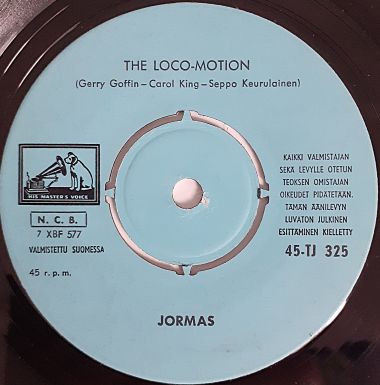 THE LOCO-MOTION
(Gerry Goffin – Carol King – Seppo Keurulainen)
HIS MASTER'S VOICE
N. C. B.
7 XBF 577
VALMISTETTU SUOMESSA
45 r. p. m.
KAIKKI VALMISTAJAN
SEKÄ LEVYLLE OTETUN
TEOKSEN OMISTAJAN
OIKEUDET PIDÄTETÄÄN.
TÄMÄN ÄÄNILEVYN
LUVATON JULKINEN
ESITTÄMINEN KIELLETTY
45-TJ 325
JORMAS